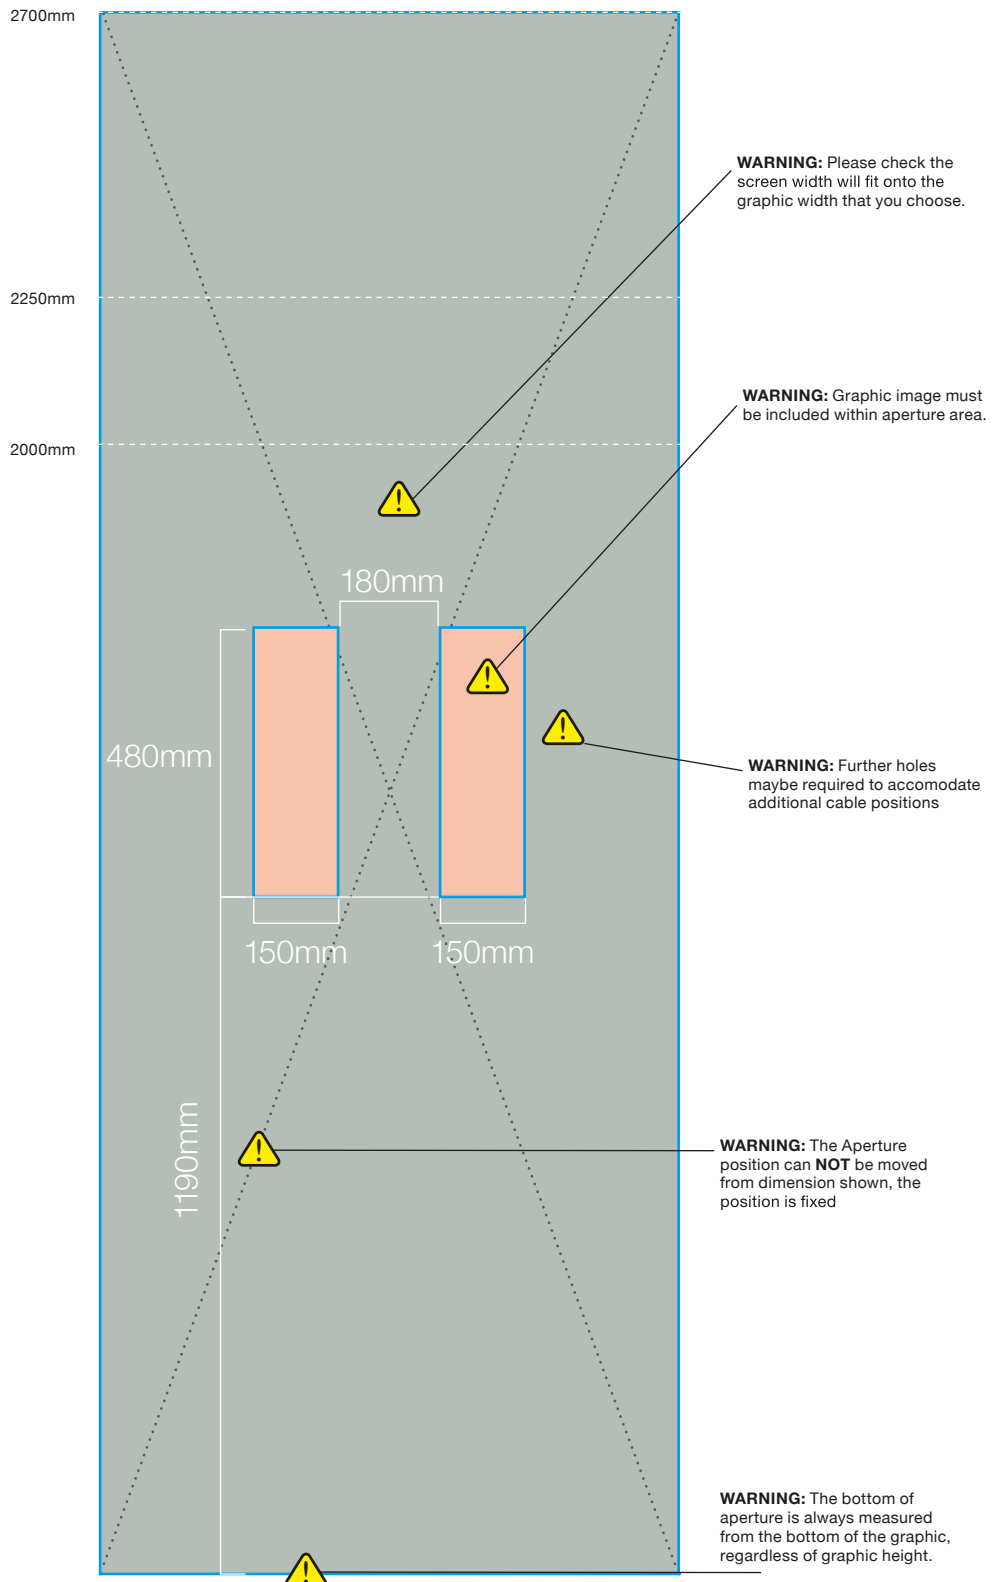 2700mm
WARNING: Please check the
screen width will fit onto the
graphic width that you choose.
2250mm
WARNING: Graphic image must
be included within aperture area.
2000mm
180mm
480mm
WARNING: Further holes
maybe required to accomodate
additional cable positions
150mm
150mm
1190mm
WARNING: The Aperture
position can NOT be moved
from dimension shown, the
position is fixed
WARNING: The bottom of
aperture is always measured
from the bottom of the graphic,
regardless of graphic height.